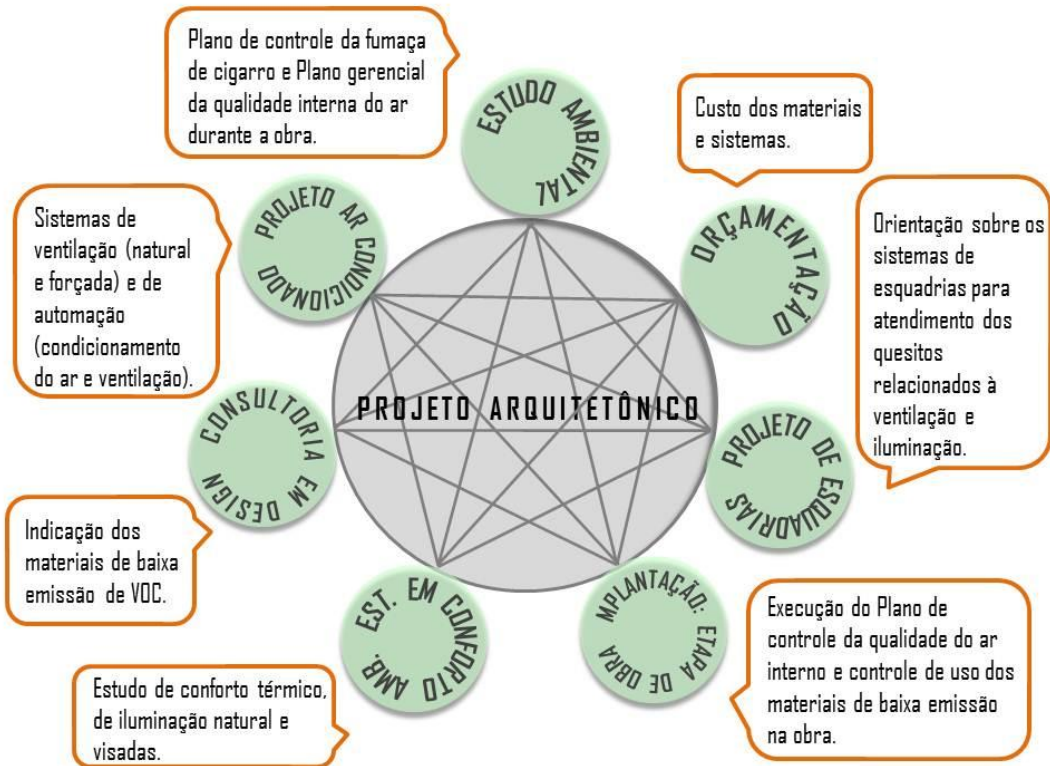 Plano de controle da fumaça
de cigarro e Plano gerencial
da qualidade interna do ar
durante a obra.
ESTUDO AMBIENTAL
Custo dos materiais
e sistemas.
ORÇAMENTAÇÃO
PROJETO AR CONDICIONADO
Sistemas de
ventilação (natural
e forçada) e de
automação
(condicionamento
do ar e ventilação).
Orientação sobre os
sistemas de
esquadrias para
atendimento dos
quesitos
relacionados à
ventilação e
iluminação.
PROJETO ARQUITETÔNICO
CONSULTORIA EM DESIGN
PROJETO DE ESQUADRIAS
Indicação dos
materiais de baixa
emissão de VOC.
EST. EM CONFORTO AMB.
MPLANTAÇÃO: ETAPA DE OBRA
Execução do Plano de
controle da qualidade do ar
interno e controle de uso dos
materiais de baixa emissão
na obra.
Estudo de conforto térmico,
de iluminação natural e
visadas.